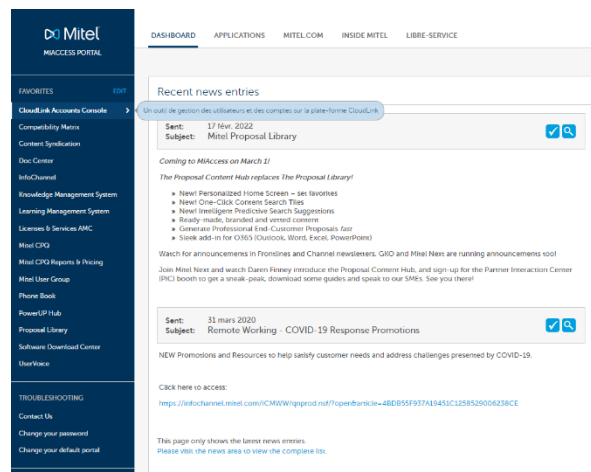 Mitel
MIACCESS PORTAL
DASHBOARD APPLICATIONS MITEL.COM INSIDE MITEL LIBRE-SERVICE
FAVORITES EDIT
CloudLink Accounts Console >
Compatibility Matrix
Content Syndication
Doc Center
InfoChannel
Knowledge Management System
Learning Management System
Licenses & Services AMC
Mitel CPQ
Mitel CPQ Reports & Pricing
Mitel User Group
Phone Book
PowerUP Hub
Proposal Library
Software Download Center
UserVoice
TROUBLESHOOTING
Contact Us
Change your password
Change your default portal
Recent news entries
Un outil de gestion des utilisateurs et des comptes sur la plate-forme CloudLink
Sent: 17 févr. 2022
Subject: Mitel Proposal Library
Coming to MiAccess on March 1!
The Proposal Content Hub replaces The Proposal Library!
» New! Personalized Home Screen – set favorites
» New! One-Click Content Search Tiles
» New! Intelligent Predictive Search Suggestions
» Ready-made, branded and vetted content
» Generate Professional End-Customer Proposals fast
» Sleek add-in for O365 (Outlook, Word, Excel, PowerPoint)
Watch for announcements in Frontlines and Channel newsletters. GKO and Mitel Next are running announcements too!
Join Mitel Next and watch Daren Finney introduce the Proposal Content Hub, and sign-up for the Partner Interaction Center
(PIC) booth to get a sneak-peak, download some guides and speak to our SMEs. See you there!
Sent: 31 mars 2020
Subject: Remote Working - COVID-19 Response Promotions
NEW Promotions and Resources to help satisfy customer needs and address challenges presented by COVID-19.
Click here to access:
https://infochannel.mitel.com/ICMWW/qnprod.nsf/?open&article=4BDB55F937A19451C1258529006238CE
This page only shows the latest news entries.
Please visit the news area to view the complete list.